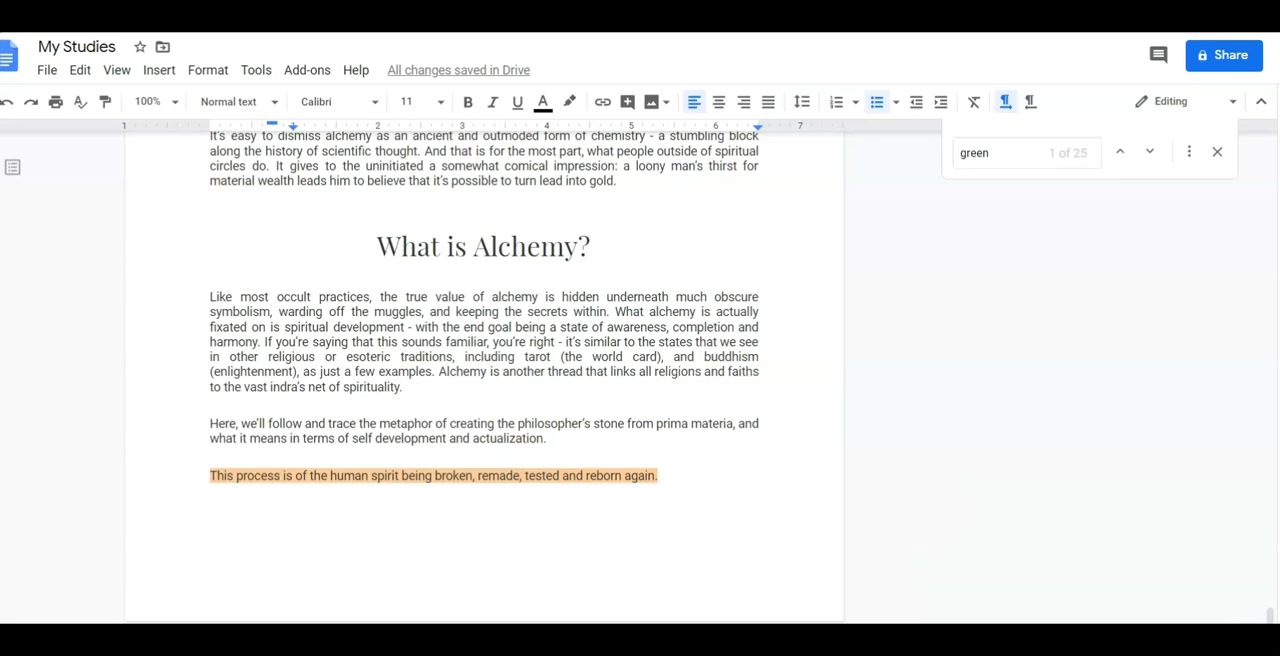 My Studies
File Edit View Insert Format Tools Add-ons Help All changes saved in Drive
Share
100% Normal text Calibri 11 B I U A Editing
1 1 2 3 4 5 6 7
green 1 of 25
It's easy to dismiss alchemy as an ancient and outmoded form of chemistry - a stumbling block
along the history of scientific thought. And that is for the most part, what people outside of spiritual
circles do. It gives to the uninitiated a somewhat comical impression: a loony man's thirst for
material wealth leads him to believe that it's possible to turn lead into gold.
What is Alchemy?
Like most occult practices, the true value of alchemy is hidden underneath much obscure
symbolism, warding off the muggles, and keeping the secrets within. What alchemy is actually
fixated on is spiritual development - with the end goal being a state of awareness, completion and
harmony. If you're saying that this sounds familiar, you're right - it's similar to the states that we see
in other religious or esoteric traditions, including tarot (the world card), and buddhism
(enlightenment), as just a few examples. Alchemy is another thread that links all religions and faiths
to the vast indra's net of spirituality.
Here, we'll follow and trace the metaphor of creating the philosopher's stone from prima materia, and
what it means in terms of self development and actualization.
This process is of the human spirit being broken, remade, tested and reborn again.